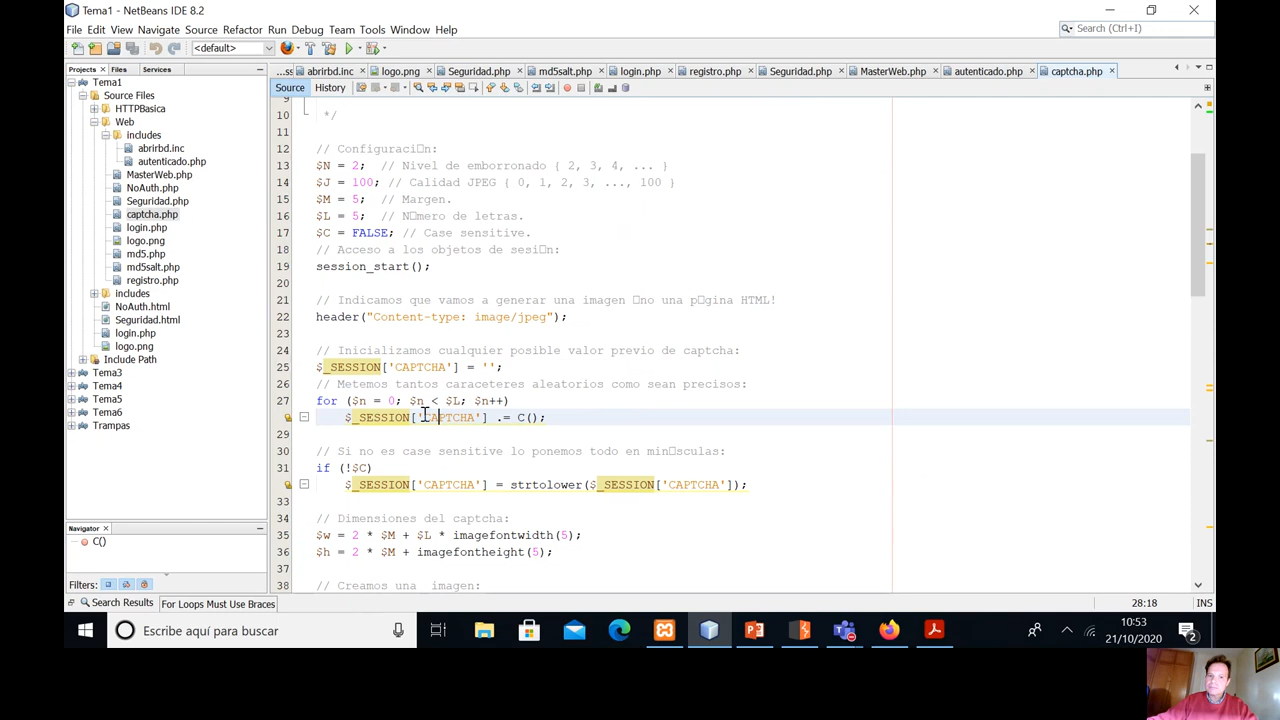 Tema1 - NetBeans IDE 8.2
File Edit View Navigate Source Refactor Run Debug Team Tools Window Help
Search (Ctrl+I)
<default>
Projects Files Services
...ss abrirbd.inc logo.png Seguridad.php md5salt.php login.php registro.php NoAuth.php MasterWeb.php autenticado.php captcha.php
Source History
Tema1
Source Files
HTTPBasica
Web
includes
abrirbd.inc
autenticado.php
MasterWeb.php
NoAuth.php
Seguridad.php
captcha.php
login.php
logo.png
md5.php
md5salt.php
registro.php
includes
NoAuth.html
Seguridad.html
login.php
logo.png
Include Path
Tema3
Tema4
Tema5
Tema6
Trampas
Navigator
C()
Filters:
9
10 */
11
12 // Configuraci□n:
13 $N = 2; // Nivel de emborronado { 2, 3, 4, ... }
14 $J = 100; // Calidad JPEG { 0, 1, 2, 3, ..., 100 }
15 $M = 5; // Margen.
16 $L = 5; // N□mero de letras.
17 $C = FALSE; // Case sensitive.
18 // Acceso a los objetos de sesi□n:
19 session_start();
20
21 // Indicamos que vamos a generar una imagen □no una p□gina HTML!
22 header("Content-type: image/jpeg");
23
24 // Inicializamos cualquier posible valor previo de captcha:
25 $_SESSION['CAPTCHA'] = '';
26 // Metemos tantos caraceteres aleatorios como sean precisos:
27 for ($n = 0; $n < $L; $n++)
$_SESSION['CAPTCHA'] .= C();
29
30 // Si no es case sensitive lo ponemos todo en min□sculas:
31 if (!$C)
$_SESSION['CAPTCHA'] = strtolower($_SESSION['CAPTCHA']);
33
34 // Dimensiones del captcha:
35 $w = 2 * $M + $L * imagefontwidth(5);
36 $h = 2 * $M + imagefontheight(5);
37
38 // Creamos una imagen:
Search Results For Loops Must Use Braces 28:18 INS
Escribe aquí para buscar
10:53
21/10/2020
2